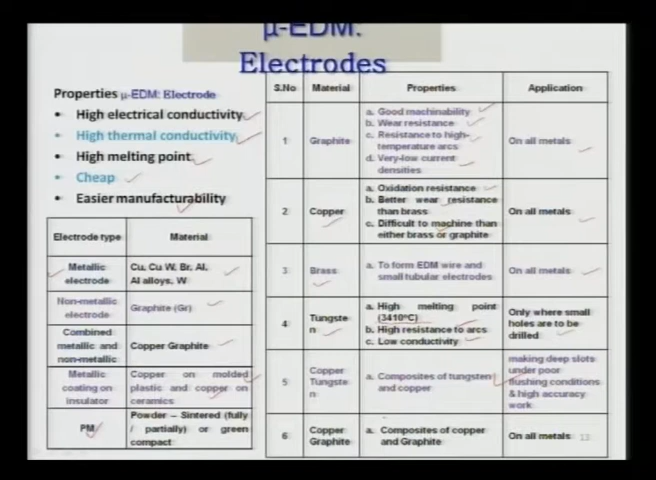 μ-EDM:
Electrodes
Properties μ-EDM: Electrode
• High electrical conductivity
• High thermal conductivity
• High melting point
• Cheap
• Easier manufacturability
Electrode type Material
Metallic electrode Cu, Cu W, Br, Al,
Al alloys, W
Non-metallic
electrode Graphite (Gr)
Combined
metallic and
non-metallic Copper Graphite
Metallic
coating on
insulator Copper on molded
plastic and copper on
ceramics
PM Powder – Sintered (fully
/ partially) or green
compact
S.No Material Properties Application
1 Graphite a. Good machinability
b. Wear resistance
c. Resistance to high-
temperature arcs
d. Very-low current
densities
On all metals
2 Copper a. Oxidation resistance
b. Better wear resistance
than brass
c. Difficult to machine than
either brass or graphite
On all metals
3 Brass a. To form EDM wire and
small tubular electrodes
On all metals
4 Tungste
n a. High melting point
(3410°C)
b. High resistance to arcs
c. Low conductivity
Only where small
holes are to be
drilled
5 Copper
Tungste
n a. Composites of tungsten
and copper
making deep slots
under poor
flushing conditions
& high accuracy
work
6 Copper
Graphite a. Composites of copper
and Graphite
On all metals
13